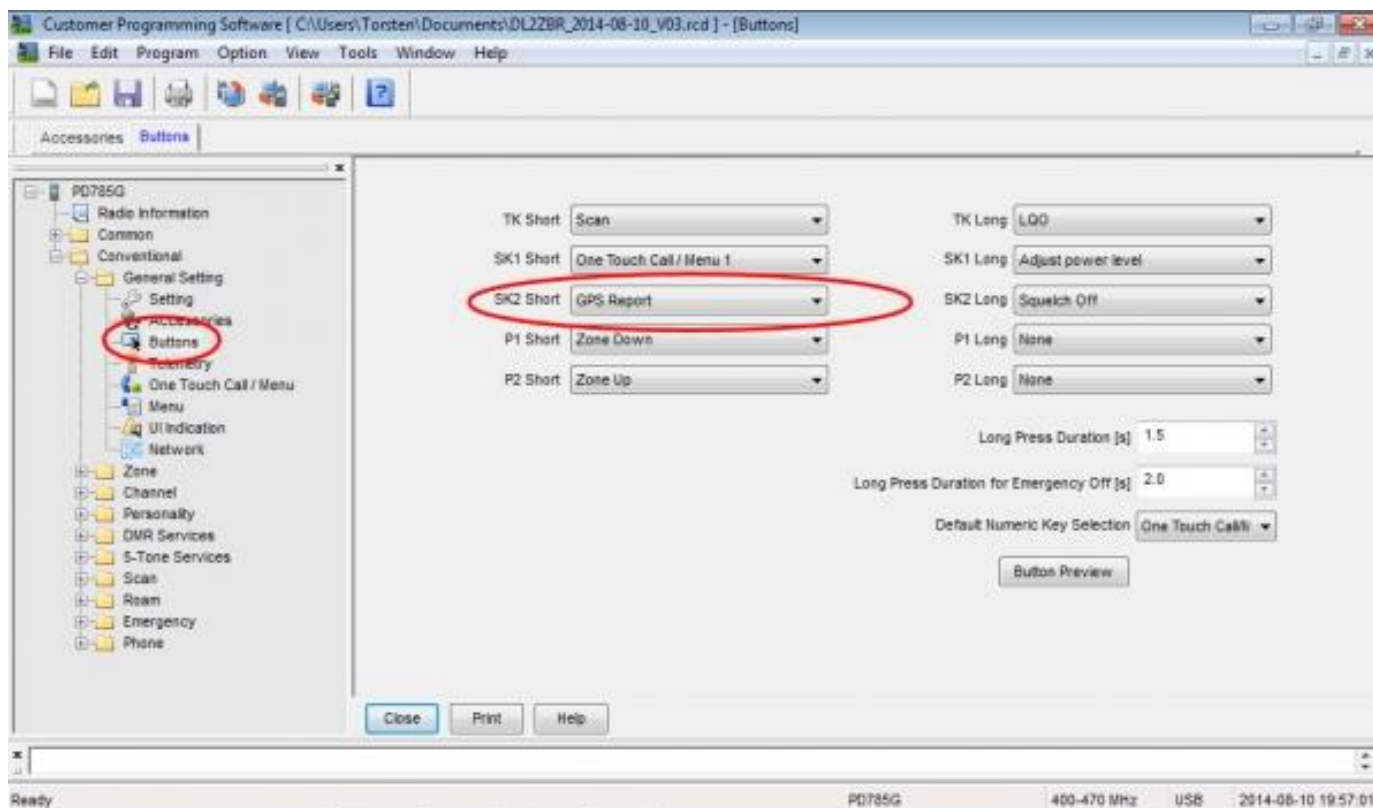 Customer Programming Software [ C:\Users\Torsten\Documents\DL2ZBR_2014-08-10_V03.rcd ] - [Buttons]
File Edit Program Option View Tools Window Help
Accessories Buttons
PD785G
Radio Information
Common
Conventional
General Setting
Setting
Accessories
Buttons
Telemetry
One Touch Call / Menu
Menu
UI Indication
Network
Zone
Channel
Personality
DMR Services
5-Tone Services
Scan
Roam
Emergency
Phone
TK Short Scan TK Long LQO
SK1 Short One Touch Call / Menu 1 SK1 Long Adjust power level
SK2 Short GPS Report SK2 Long Squelch Off
P1 Short Zone Down P1 Long None
P2 Short Zone Up P2 Long None
Long Press Duration [s] 1.5
Long Press Duration for Emergency Off [s] 2.0
Default Numeric Key Selection One Touch
Button Preview
Close Print Help
Ready PD785G 400-470 MHz USB 2014-08-10 19:57:01